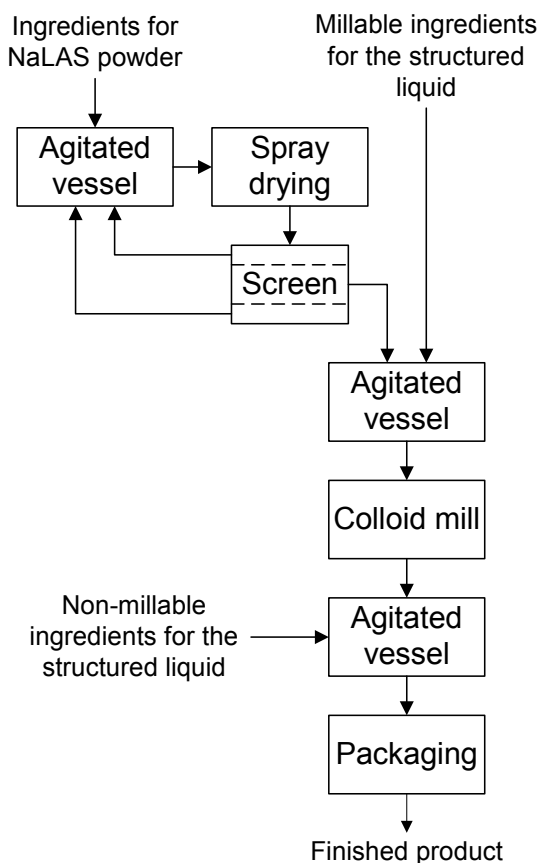 Ingredients for
NaLAS powder
Millable ingredients
for the structured
liquid
Agitated
vessel
Spray
drying
Screen
Agitated
vessel
Colloid mill
Non-millable
ingredients for the
structured liquid
Agitated
vessel
Packaging
Finished product